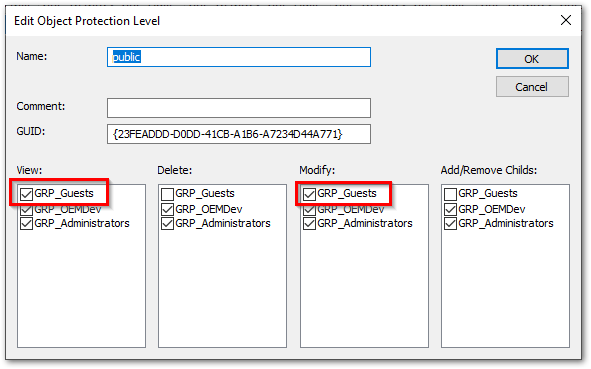 Edit Object Protection Level
Name: public OK
Cancel
Comment:
GUID: {23FEADDD-D0DD-41CB-A1B6-A7234D44A771}
View: Delete: Modify: Add/Remove Childs:
GRP_Guests GRP_Guests GRP_Guests GRP_Guests
GRP_OEMDev GRP_OEMDev GRP_OEMDev GRP_OEMDev
GRP_Administrators GRP_Administrators GRP_Administrators GRP_Administrators